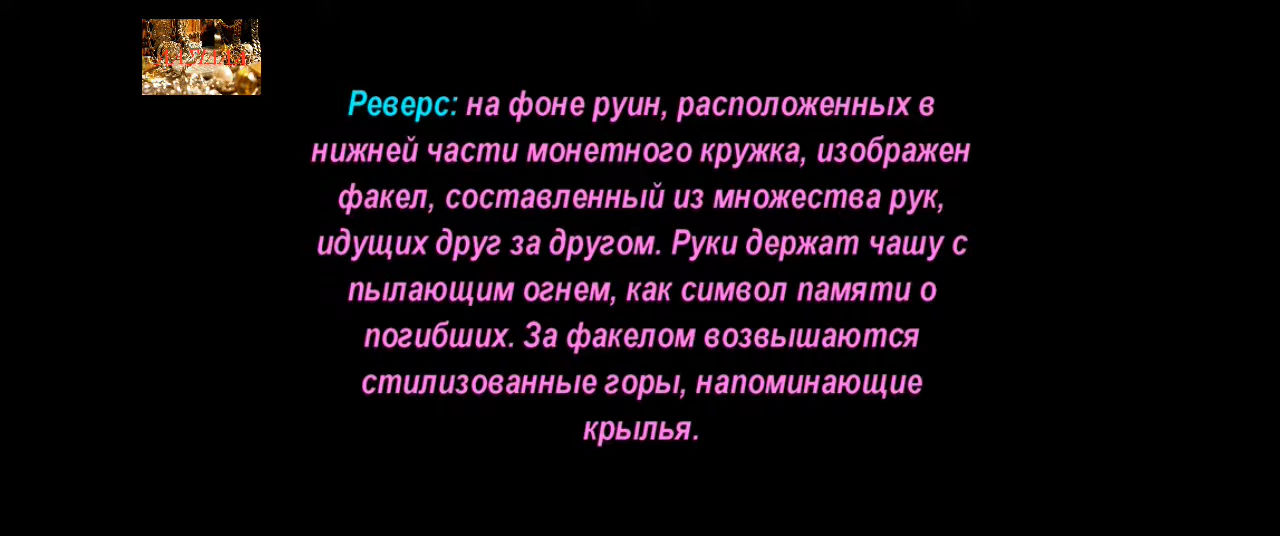 Реверс: на фоне руин, расположенных в
нижней части монетного кружка, изображен
факел, составленный из множества рук,
идущих друг за другом. Руки держат чашу с
пылающим огнем, как символ памяти о
погибших. За факелом возвышаются
стилизованные горы, напоминающие
крылья.